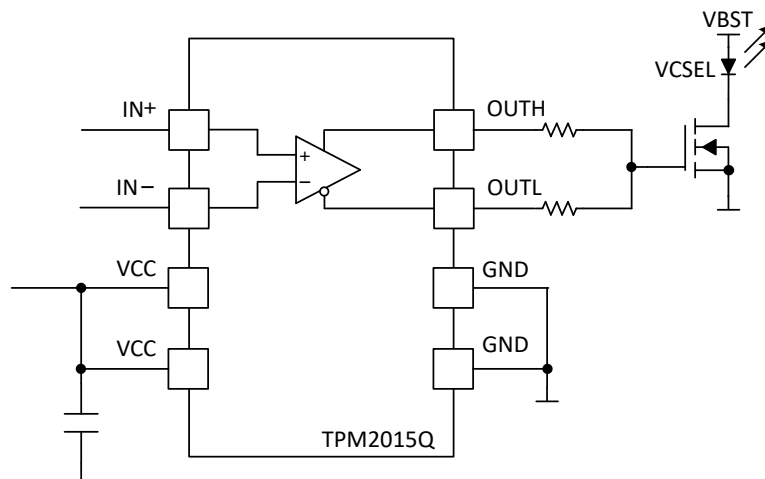 VBST
VCSEL
IN+
OUTH
+
−
IN−
OUTL
VCC
GND
VCC
GND
TPM2015Q